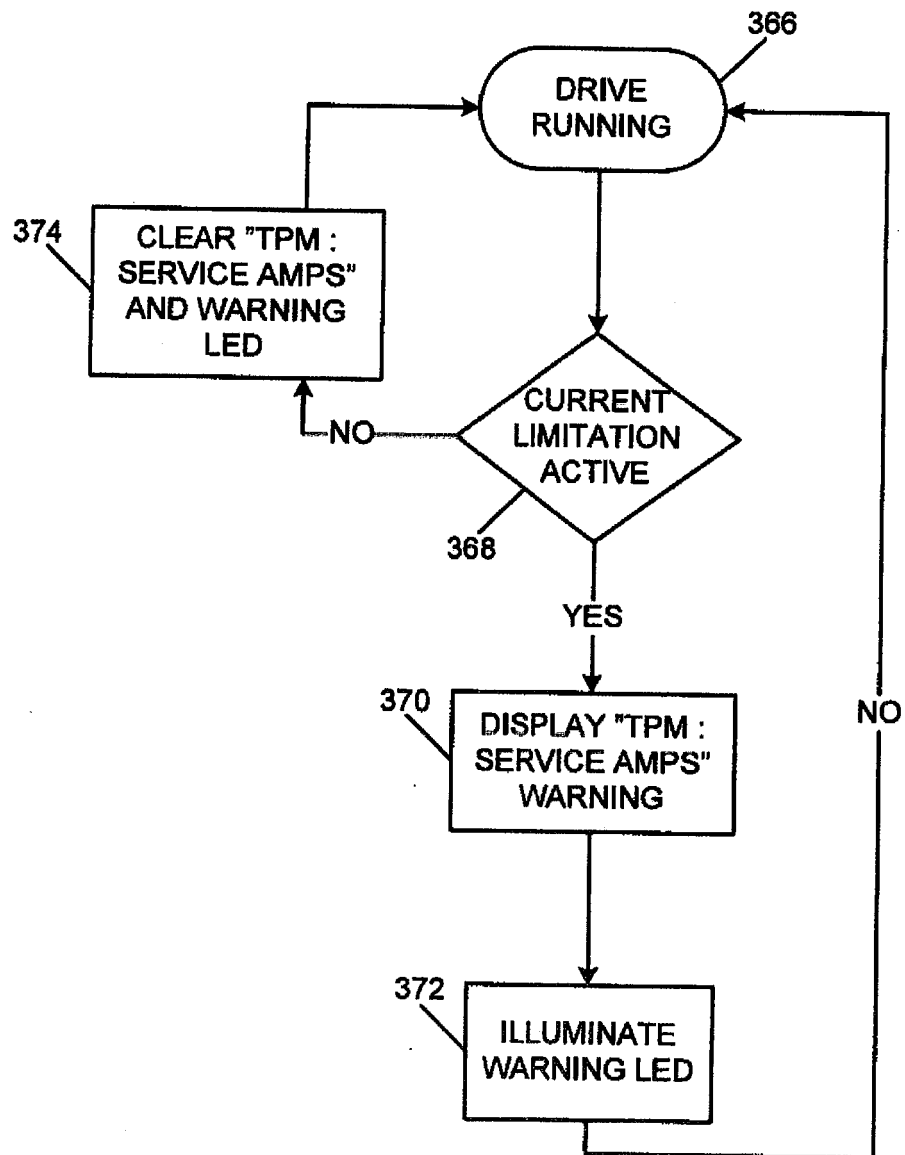 366
DRIVE
RUNNING
374
CLEAR "TPM :
SERVICE AMPS"
AND WARNING
LED
CURRENT
LIMITATION
ACTIVE
NO
368
YES
370
DISPLAY "TPM :
SERVICE AMPS"
WARNING
NO
372
ILLUMINATE
WARNING LED